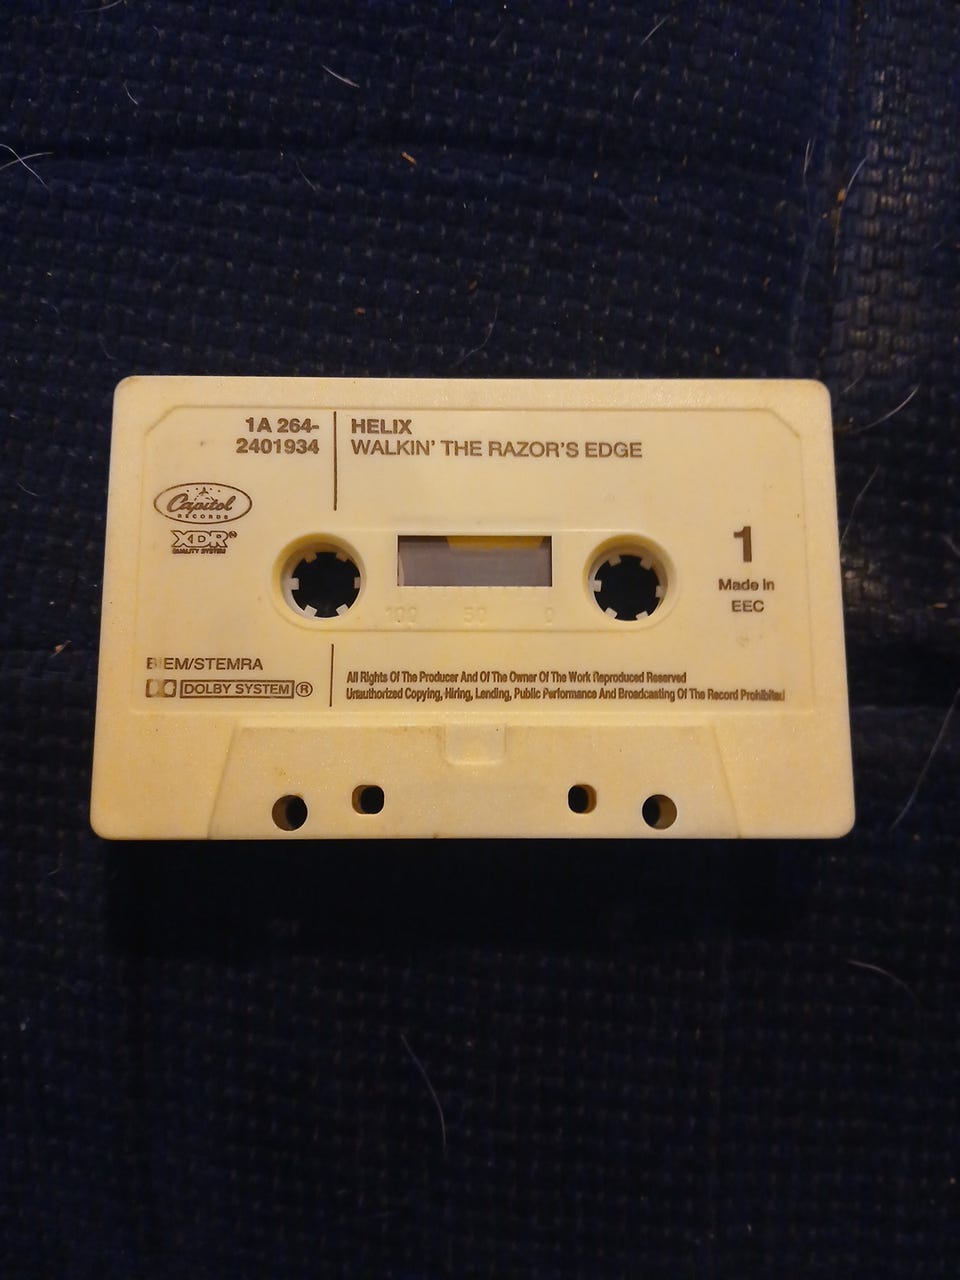 1A 264-
2401934
HELIX
WALKIN' THE RAZOR'S EDGE
Capitol
RECORDS
XDR
QUALITY SYSTEM
1
Made In
EEC
100 50 0
BIEM/STEMRA
DOLBY SYSTEM ®
All Rights Of The Producer And Of The Owner Of The Work Reproduced Reserved
Unauthorized Copying, Hiring, Lending, Public Performance And Broadcasting Of The Record Prohibited